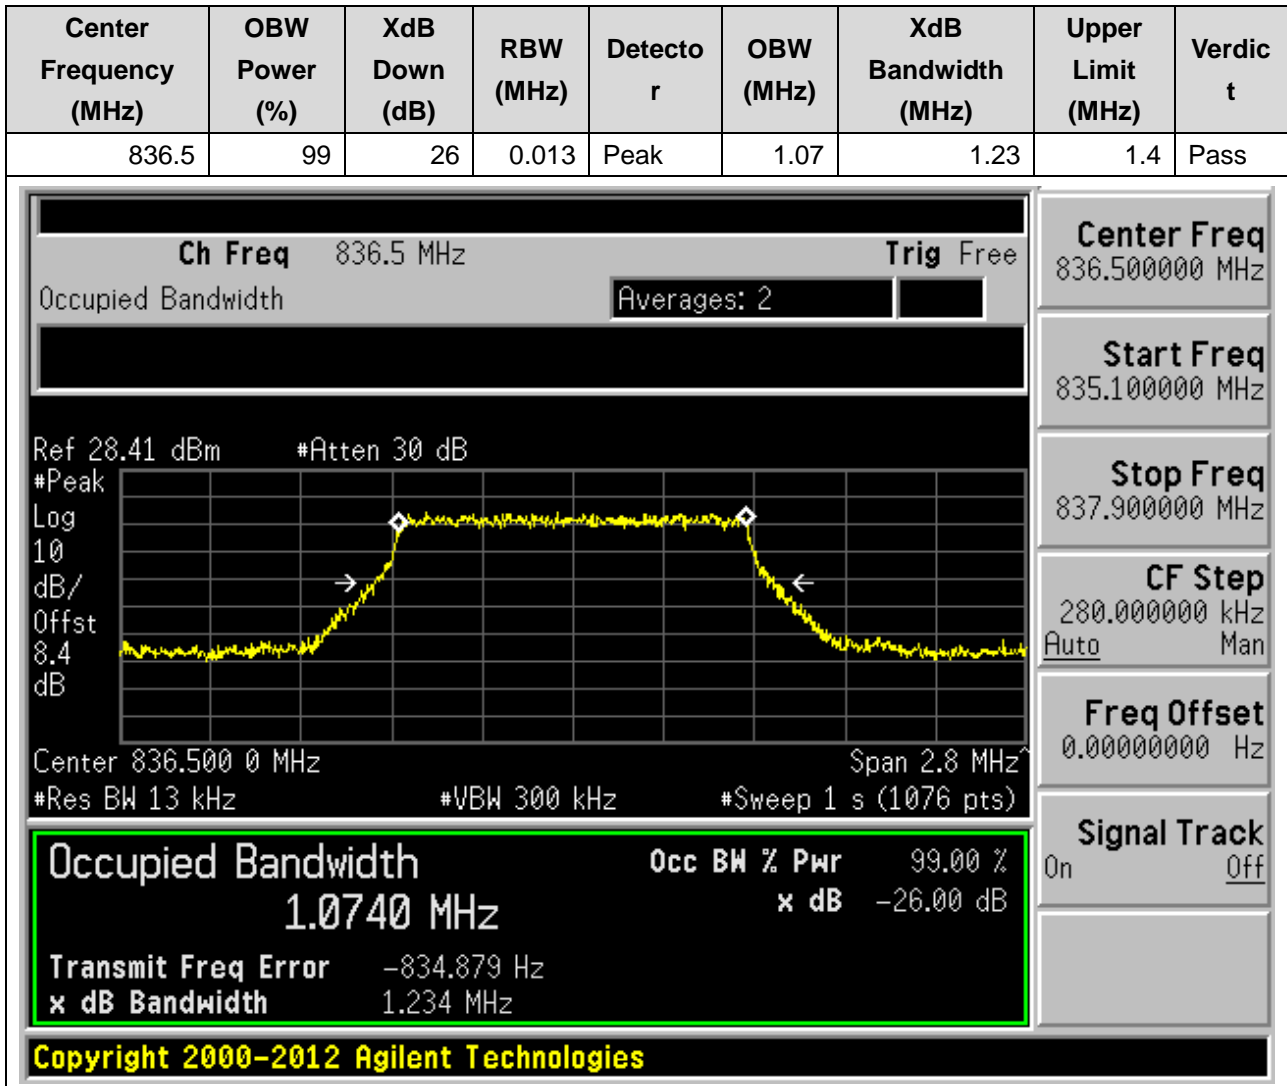 Center Frequency (MHz) OBW Power (%) XdB Down (dB) RBW (MHz) Detecto r OBW (MHz) XdB Bandwidth (MHz) Upper Limit (MHz) Verdic t
836.5 99 26 0.013 Peak 1.07 1.23 1.4 Pass
Ch Freq 836.5 MHz Trig Free
Occupied Bandwidth Averages: 2
Ref 28.41 dBm #Atten 30 dB
#Peak
Log
10
dB/
Offst
8.4
dB
Center 836.500 0 MHz Span 2.8 MHz^
#Res BW 13 kHz #VBW 300 kHz #Sweep 1 s (1076 pts)
Occupied Bandwidth Occ BW % Pwr 99.00 %
1.0740 MHz x dB -26.00 dB
Transmit Freq Error -834.879 Hz
x dB Bandwidth 1.234 MHz
Copyright 2000-2012 Agilent Technologies
Center Freq
836.500000 MHz
Start Freq
835.100000 MHz
Stop Freq
837.900000 MHz
CF Step
280.000000 kHz
Auto Man
Freq Offset
0.00000000 Hz
Signal Track
On Off